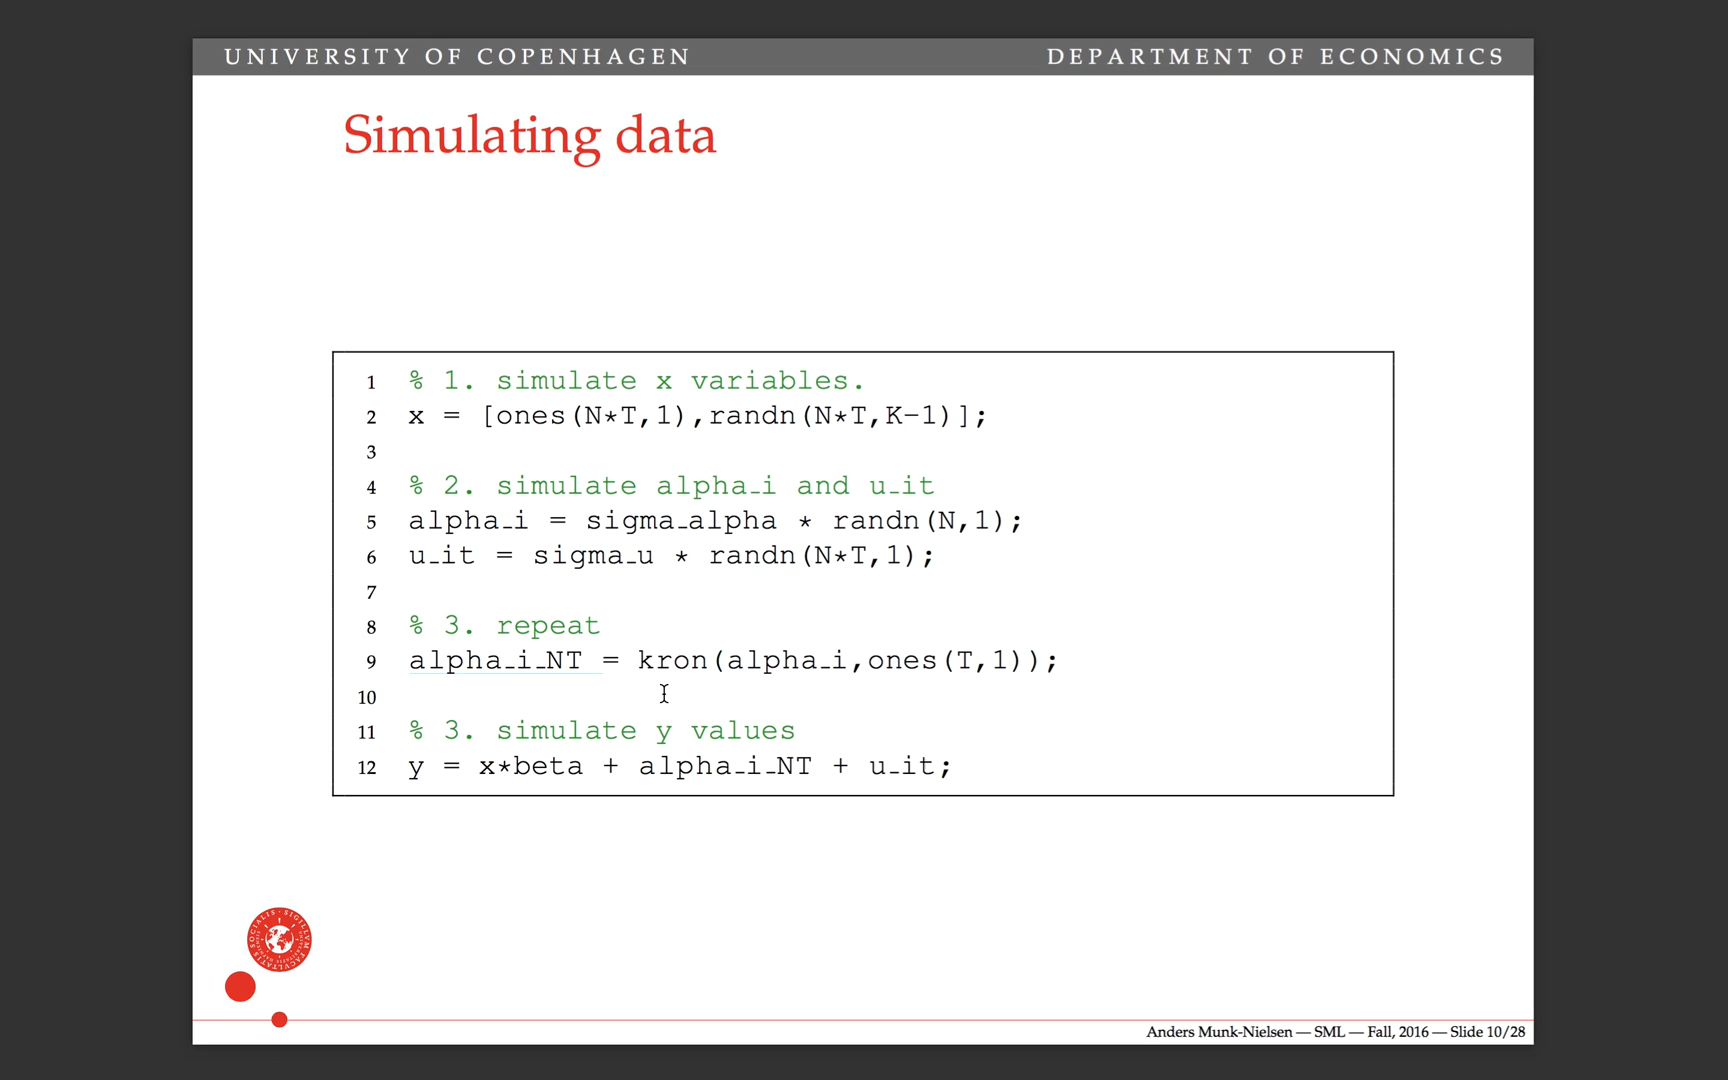 UNIVERSITY OF COPENHAGEN DEPARTMENT OF ECONOMICS
Simulating data
1 % 1. simulate x variables.
2 x = [ones(N*T,1),randn(N*T,K-1)];
3
4 % 2. simulate alpha_i and u_it
5 alpha_i = sigma_alpha * randn(N,1);
6 u_it = sigma_u * randn(N*T,1);
7
8 % 3. repeat
9 alpha_i_NT = kron(alpha_i,ones(T,1));
10
11 % 3. simulate y values
12 y = x*beta + alpha_i_NT + u_it;
Anders Munk-Nielsen — SML — Fall, 2016 — Slide 10/28